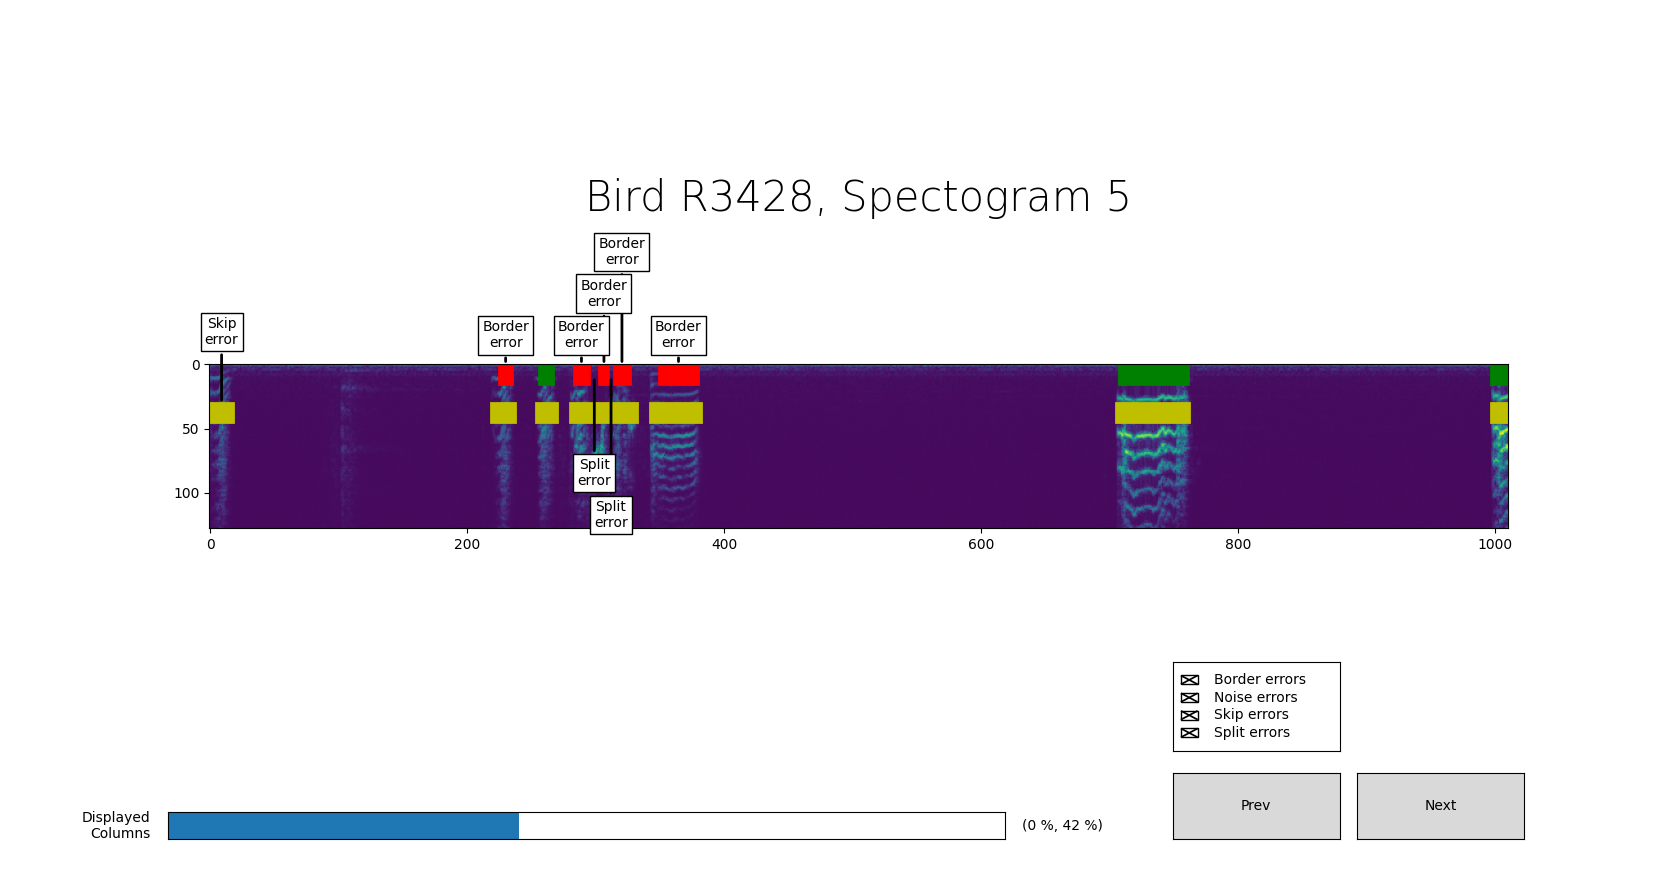 Bird R3428, Spectogram 5
Border
error
Border
error
Skip
error
Border
error
Border
error
Border
error
0
50
100
Split
error
Split
error
0
200
400
600
800
1000
Border errors
Noise errors
Skip errors
Split errors
Prev
Next
Displayed
Columns
(0 %, 42 %)